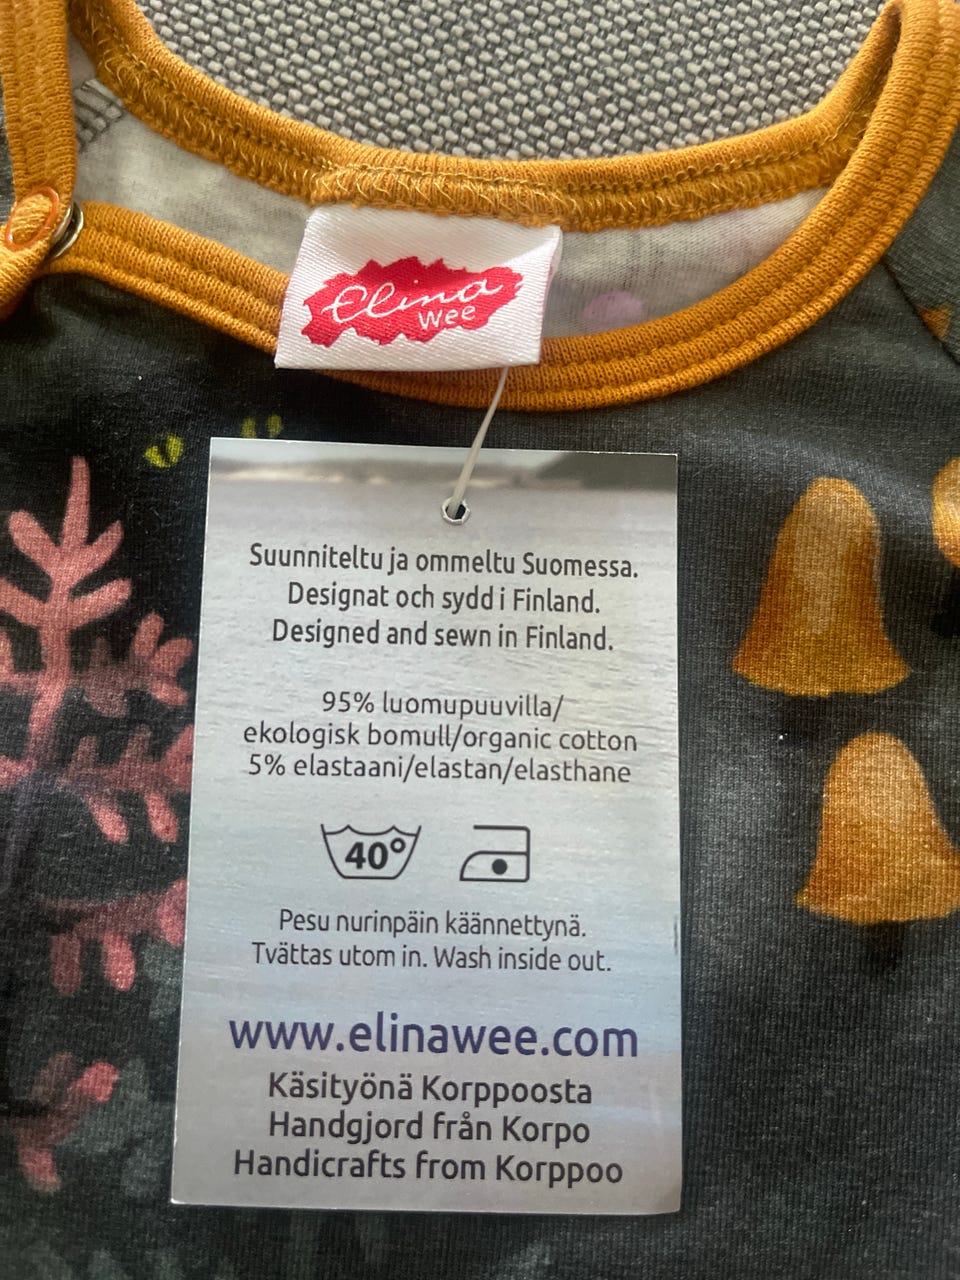 Elina
Wee
Suunniteltu ja ommeltu Suomessa.
Designat och sydd i Finland.
Designed and sewn in Finland.
95% luomupuuvilla/
ekologisk bomull/organic cotton
5% elastaani/elastan/elasthane
40°
Pesu nurinpäin käännettynä.
Tvättas utom in. Wash inside out.
www.elinawee.com
Käsityönä Korppoosta
Handgjord från Korpo
Handicrafts from Korppoo